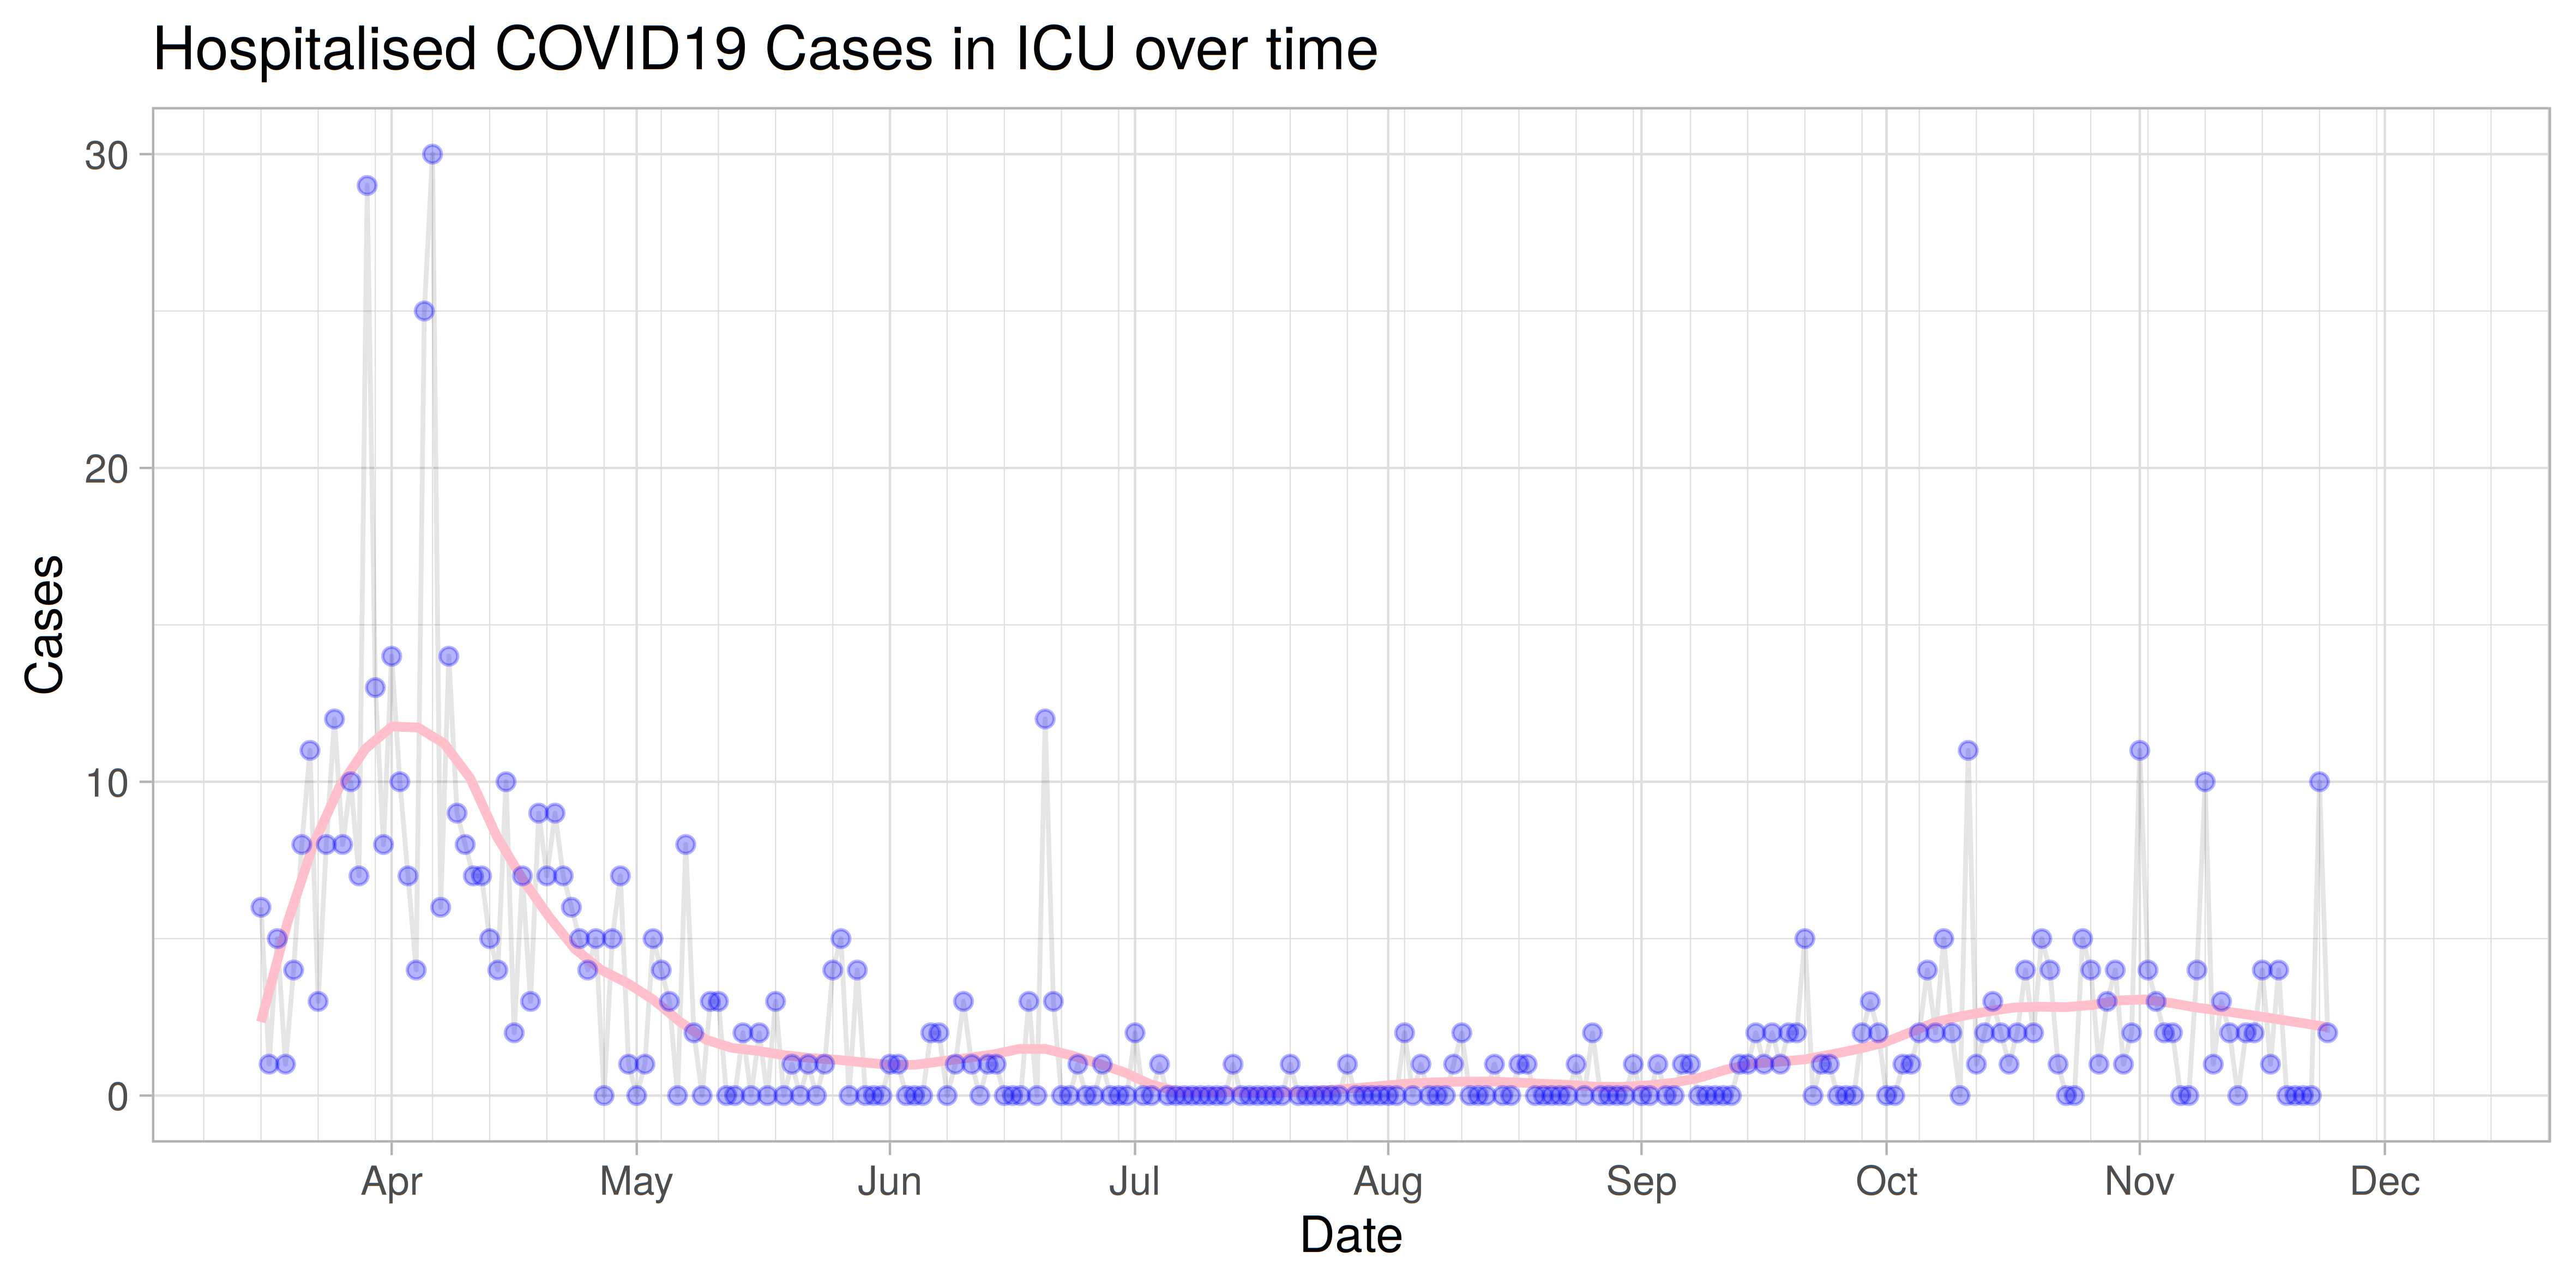 Hospitalised COVID19 Cases in ICU over time
30
20
10
0
Cases
Apr May Jun Jul Aug Sep Oct Nov Dec
Date